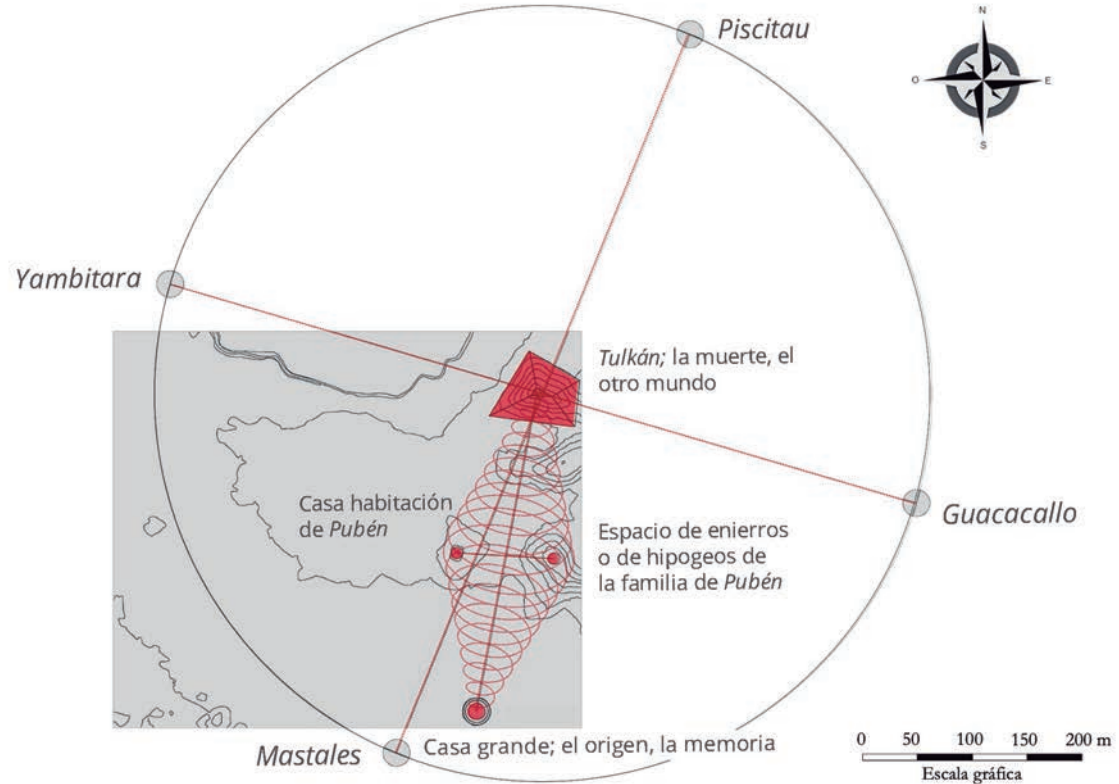 Piscitau
N
O
E
S
Yambitara
Tulkán; la muerte, el
otro mundo
Casa habitación
de Pubén
Espacio de enierros
o de hipogeos de
la familia de Pubén
Guacacallo
Mastales
Casa grande; el origen, la memoria
0 50 100 150 200 m
Escala gráfica